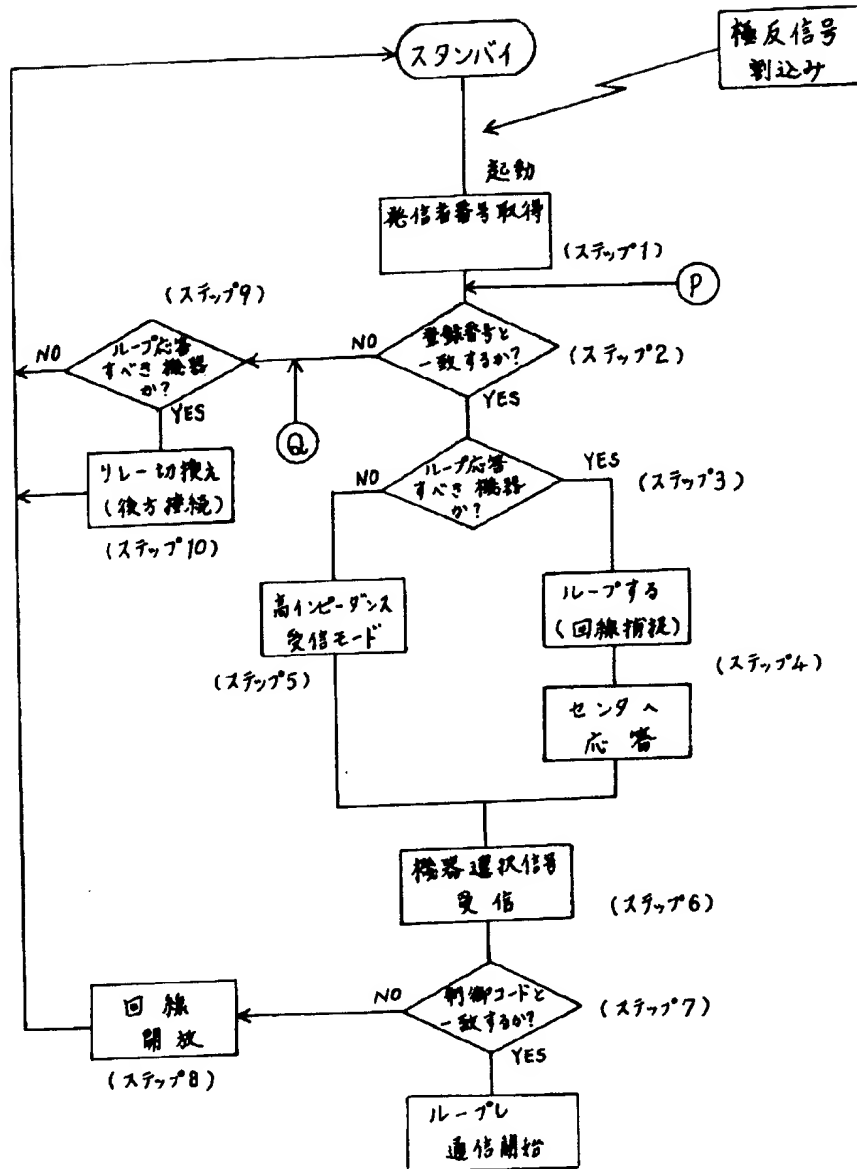 スタンバイ
極反信号
割込み
起動
発信者番号取得
(ステップ1)
P
(ステップ9)
NO
ループ応答
すべき機器
か?
YES
NO
登録番号と
一致するか?
(ステップ2)
YES
Q
リレー切換え
(後方接続)
(ステップ10)
NO
ループ応答
すべき機器
か?
YES
(ステップ3)
高インピーダンス
受信モード
(ステップ5)
ループする
(回線捕捉)
(ステップ4)
センタへ
応答
機器選択信号
受信
(ステップ6)
回線
開放
(ステップ8)
NO
制御コードと
一致するか?
(ステップ7)
YES
ループし
通信開始